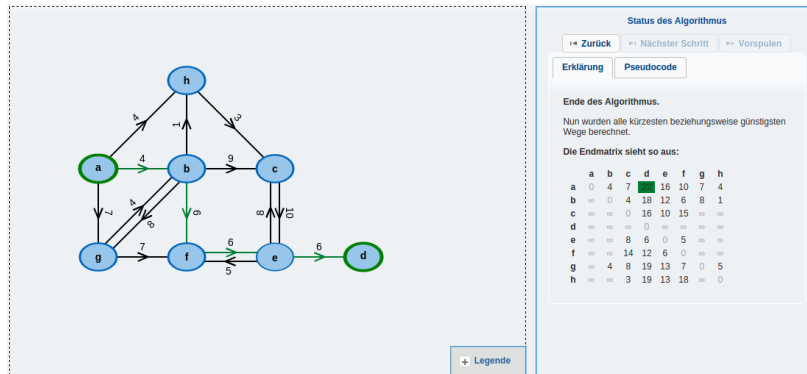 Status des Algorithmus
Zurück Nächster Schritt Vorspulen
Erklärung Pseudocode
Ende des Algorithmus.
Nun wurden alle kürzesten beziehungsweise günstigsten
Wege berechnet.
Die Endmatrix sieht so aus:
a b c d e f g h
a 0 4 7 22 16 10 7 4
b ∞ 0 4 18 12 6 8 1
c ∞ ∞ 0 16 10 15 ∞ ∞
d ∞ ∞ ∞ 0 ∞ ∞ ∞ ∞
e ∞ ∞ 8 6 0 5 ∞ ∞
f ∞ ∞ 14 12 6 0 ∞ ∞
g ∞ 4 8 19 13 7 0 5
h ∞ ∞ 3 19 13 18 ∞ 0
h
4
3
1
a
4
b
9
c
7
4
8
6
8
10
g
7
f
6
5
e
6
d
+ Legende